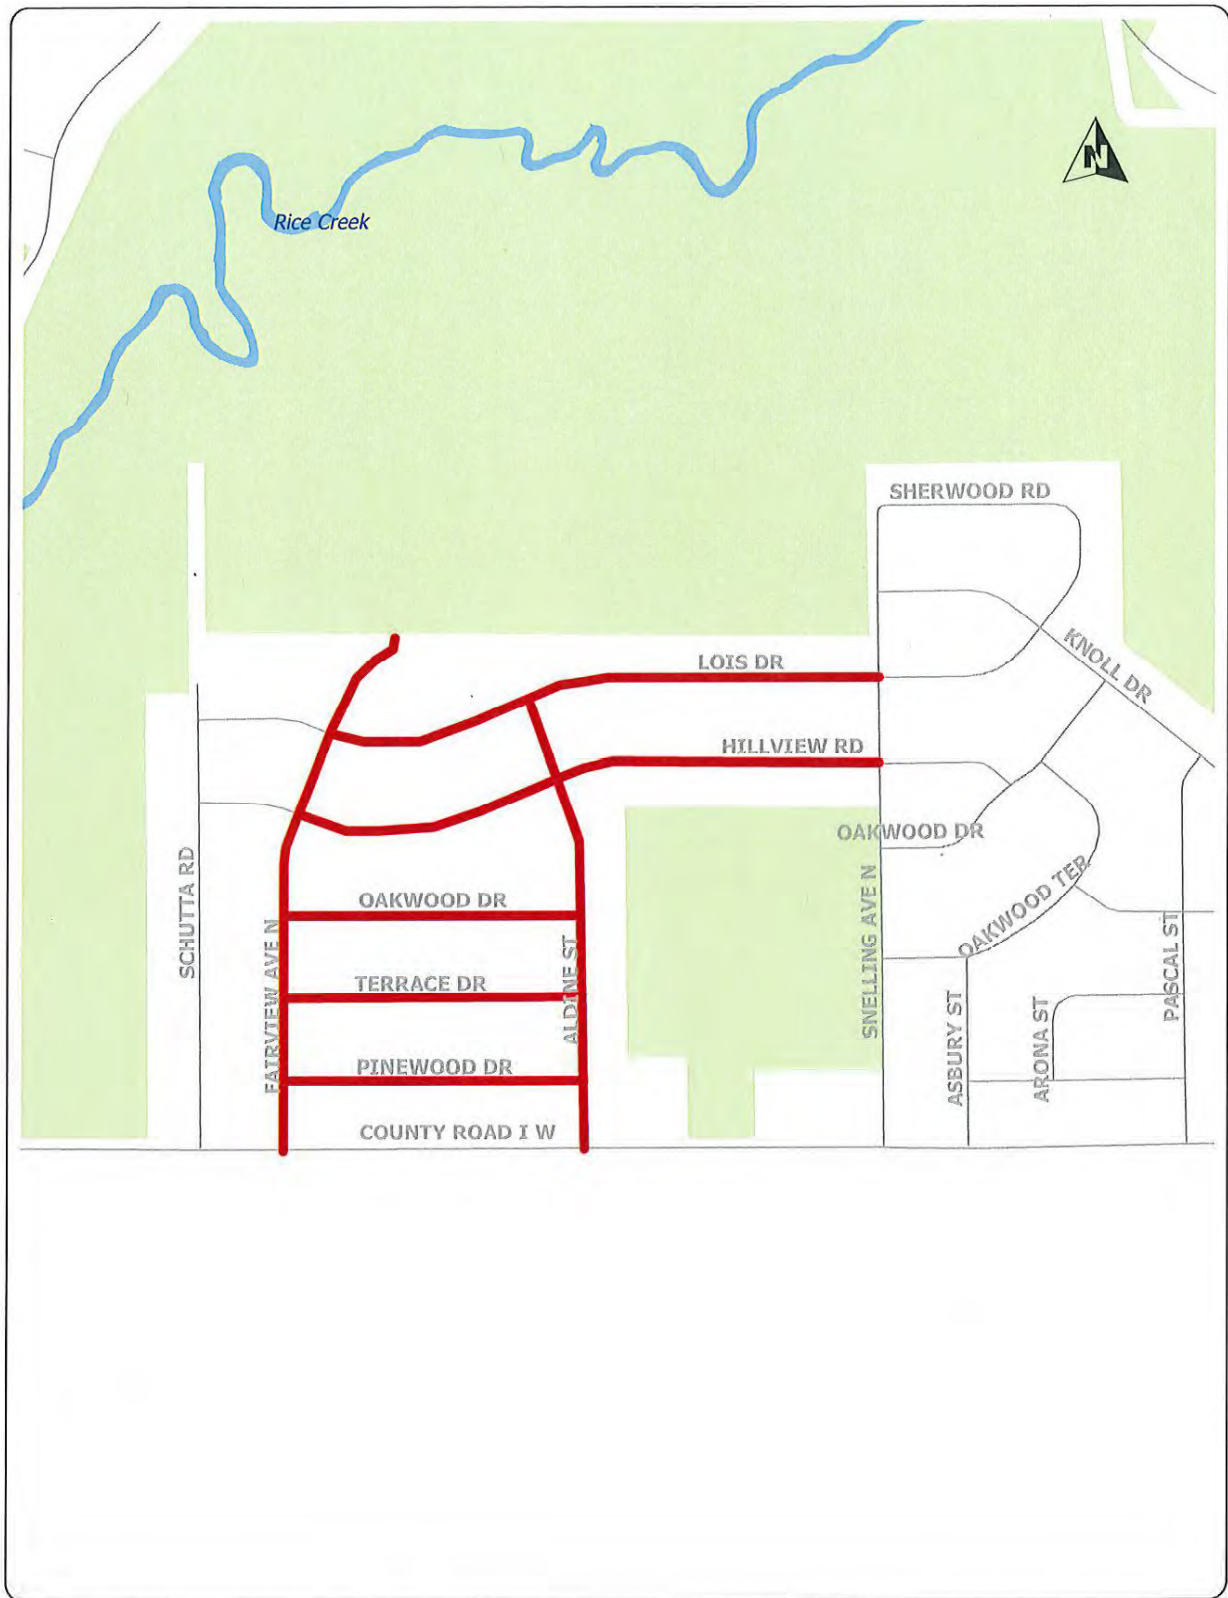 N
Rice Creek
SHERWOOD RD
KNOLL DR
LOIS DR
HILLVIEW RD
OAKWOOD DR
SCHUTTA RD
OAKWOOD DR
OAKWOOD TER
SNELLING AVE N
FAIRVIEW AVE N
ALDINE ST
TERRACE DR
PASCAL ST
ASBURY ST
ARONA ST
PINEWOOD DR
COUNTY ROAD I W